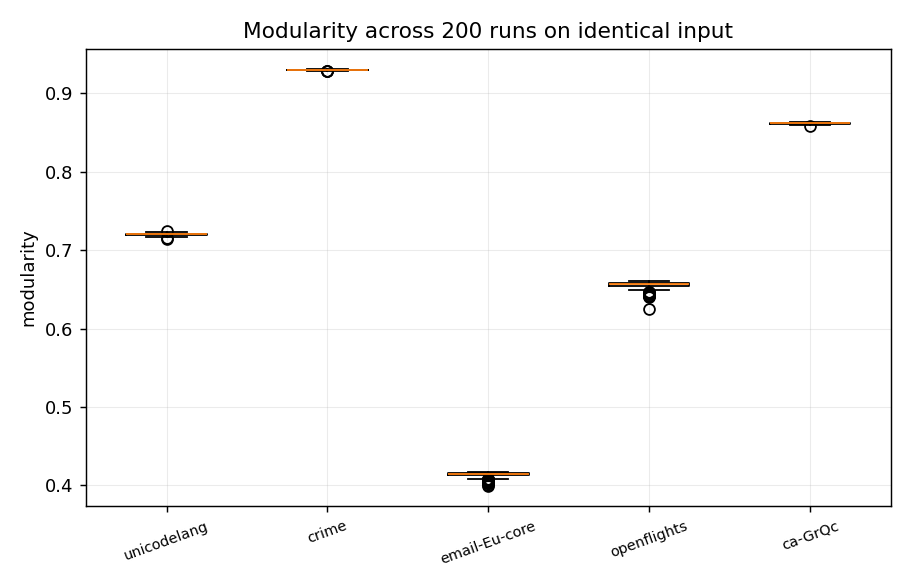 Modularity across 200 runs on identical input
modularity
0.9
0.8
0.7
0.6
0.5
0.4
unicodelang
crime
email-Eu-core
openflights
ca-GrQc